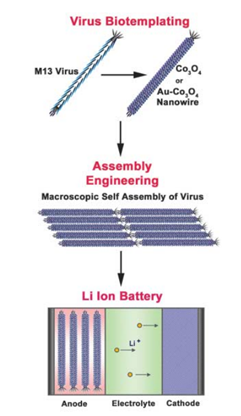 Virus Biotemplating
M13 Virus
Co3O4
or
Au-Co3O4
Nanowire
Assembly
Engineering
Macroscopic Self Assembly of Virus
Li Ion Battery
Li+
Anode
Electrolyte
Cathode